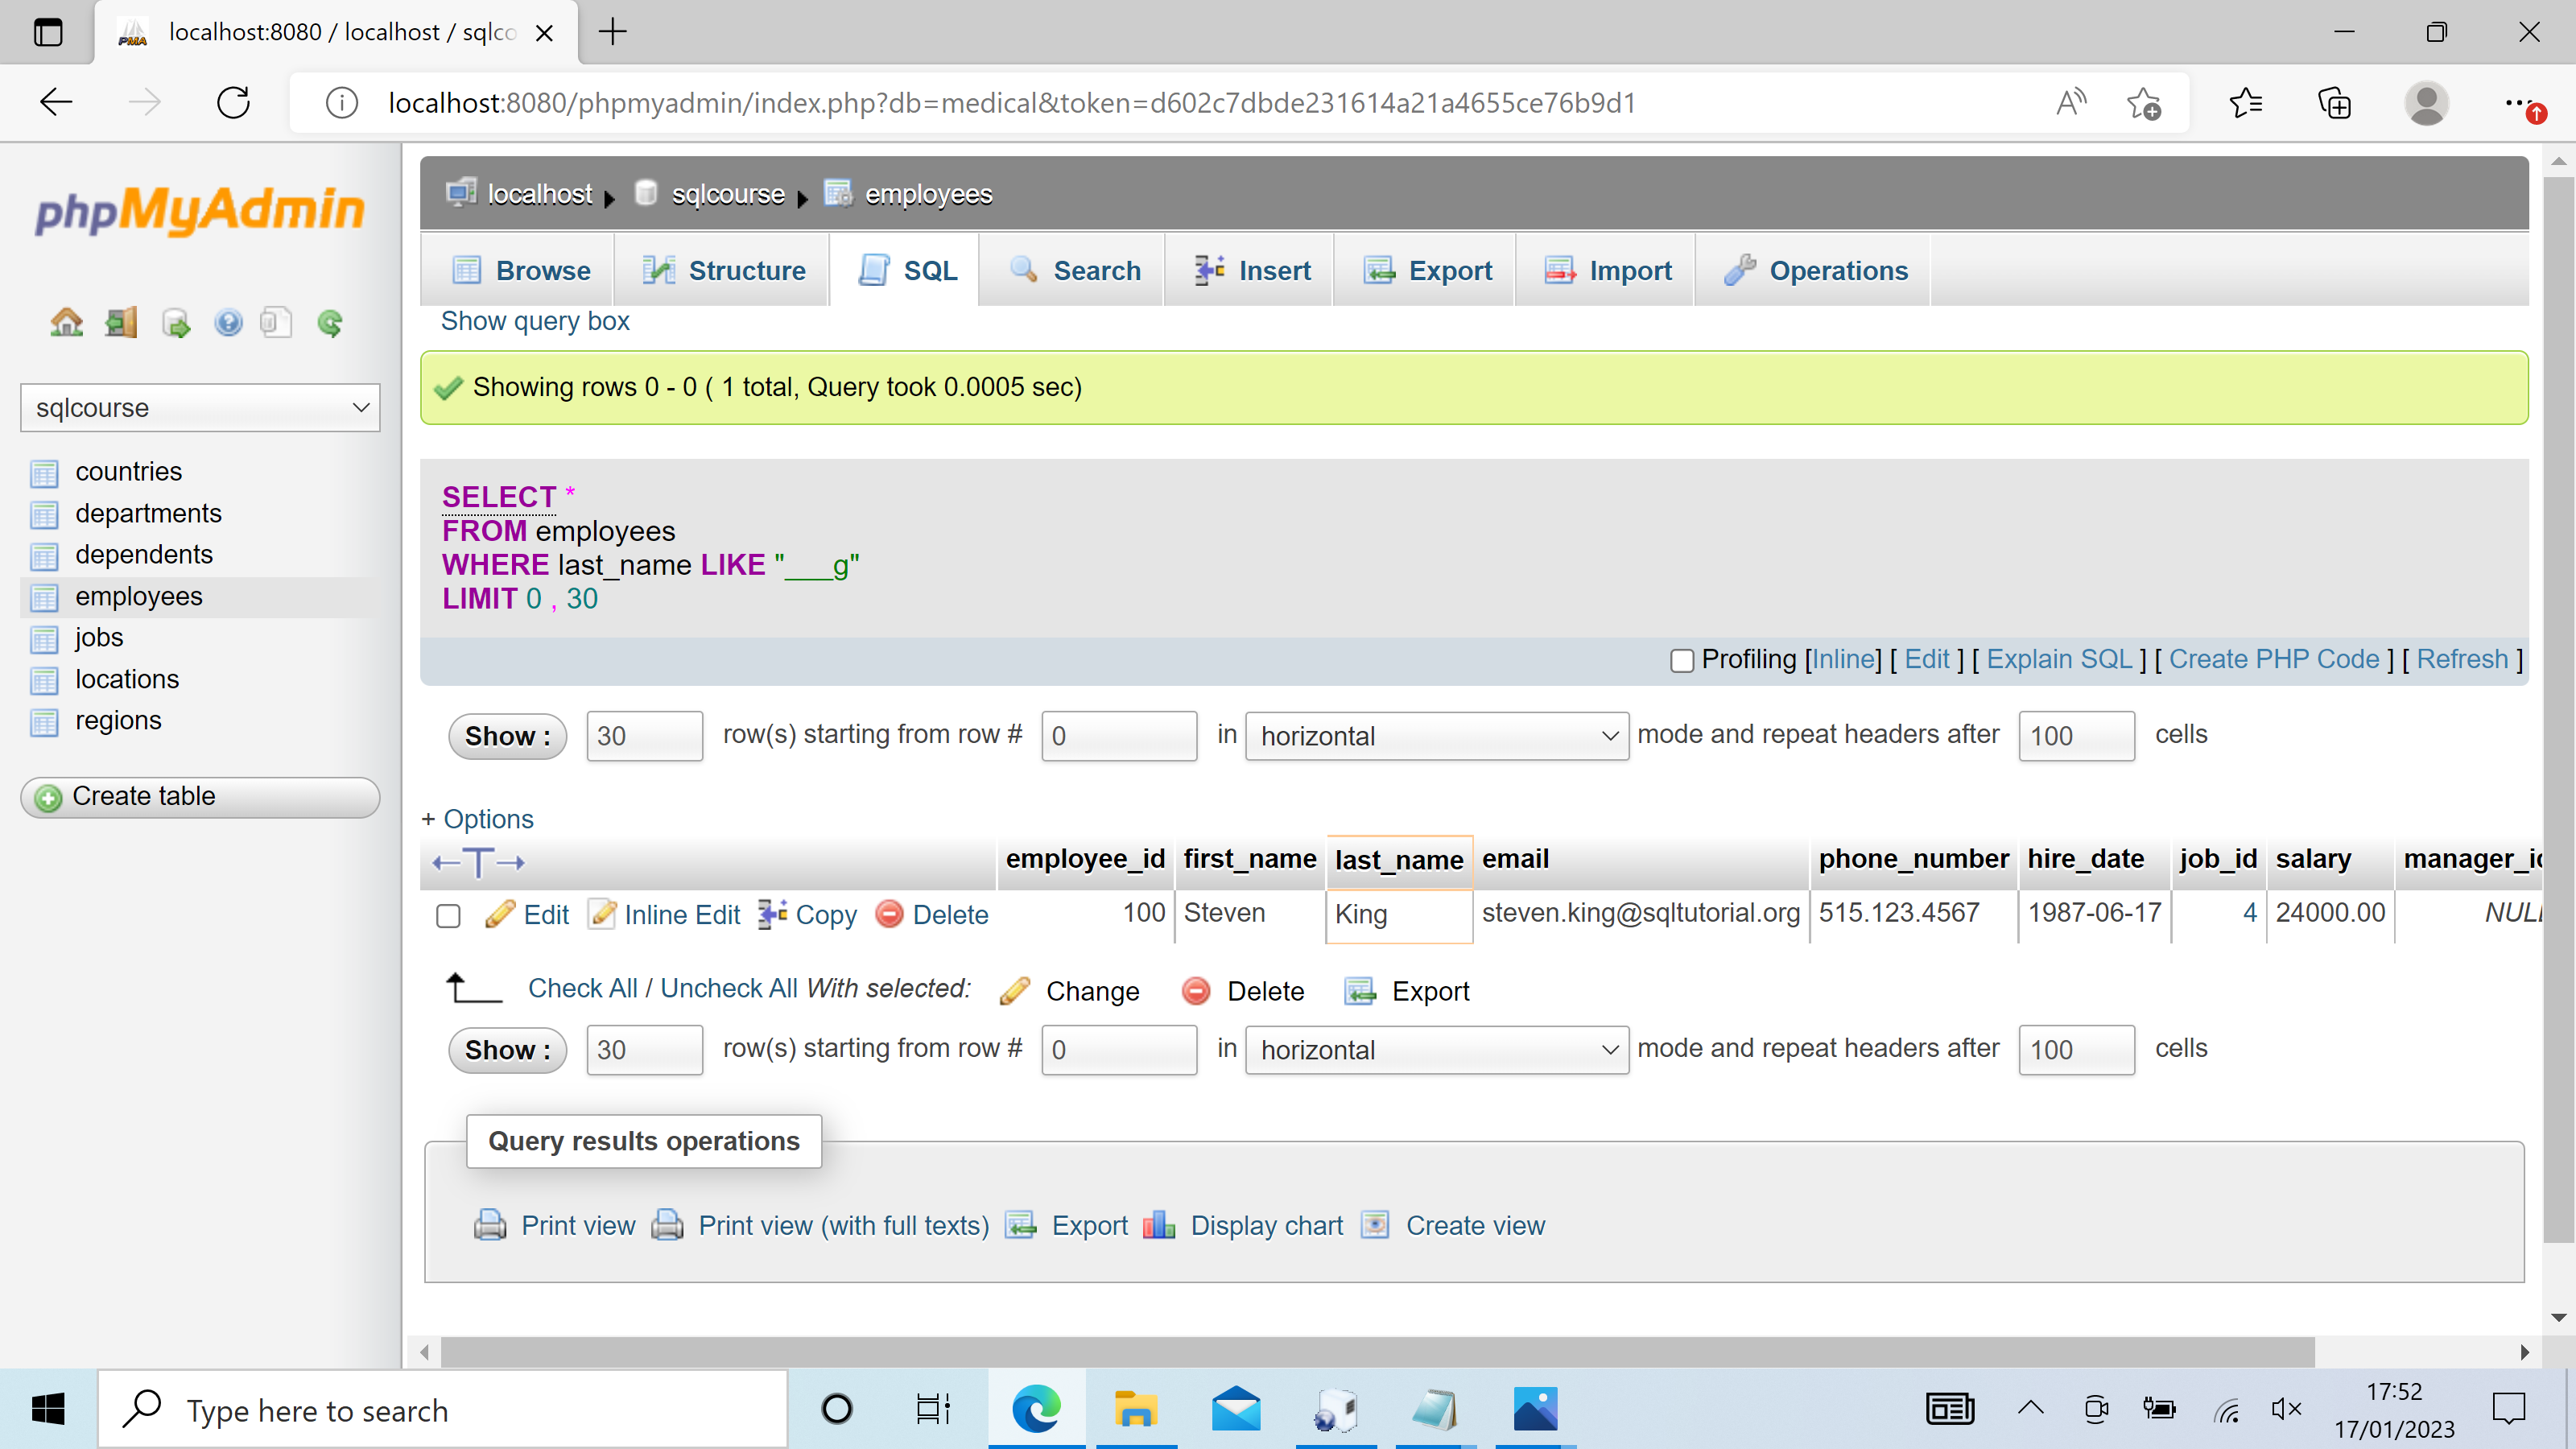 localhost:8080 / localhost / sqlco
localhost:8080/phpmyadmin/index.php?db=medical&token=d602c7dbde231614a21a4655ce76b9d1
phpMyAdmin
localhost sqlcourse employees
Browse Structure SQL Search Insert Export Import Operations
Show query box
Showing rows 0 - 0 ( 1 total, Query took 0.0005 sec)
sqlcourse
countries
departments
dependents
employees
jobs
locations
regions
Create table
SELECT *
FROM employees
WHERE last_name LIKE "___g"
LIMIT 0 , 30
Profiling [Inline] [ Edit ] [ Explain SQL ] [ Create PHP Code ] [ Refresh ]
Show : 30 row(s) starting from row # 0 in horizontal mode and repeat headers after 100 cells
+ Options
employee_id first_name last_name email phone_number hire_date job_id salary manager_i
Edit Inline Edit Copy Delete 100 Steven King steven.king@sqltutorial.org 515.123.4567 1987-06-17 4 24000.00 NUL
Check All / Uncheck All With selected: Change Delete Export
Show : 30 row(s) starting from row # 0 in horizontal mode and repeat headers after 100 cells
Query results operations
Print view Print view (with full texts) Export Display chart Create view
Type here to search
17:52
17/01/2023